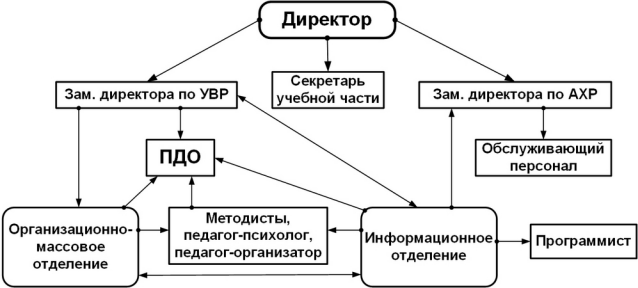 Директор
Секретарь
учебной части
Зам. директора по УВР
Зам. директора по АХР
ПДО
Обслуживающий
персонал
Организационно-
массовое
отделение
Методисты,
педагог-психолог,
педагог-организатор
Информационное
отделение
Программист